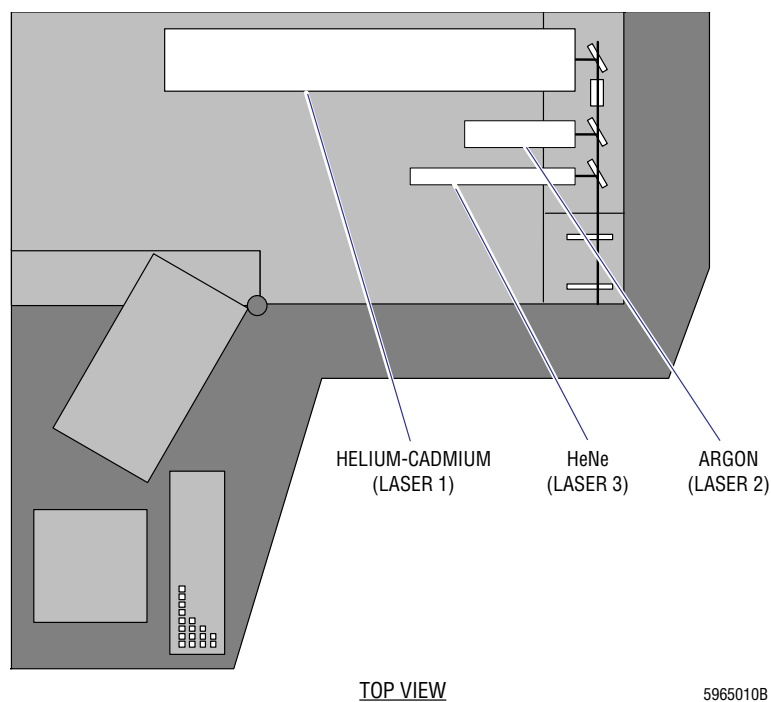 HELIUM-CADMIUM
(LASER 1)
HeNe
(LASER 3)
ARGON
(LASER 2)
TOP VIEW
5965010B